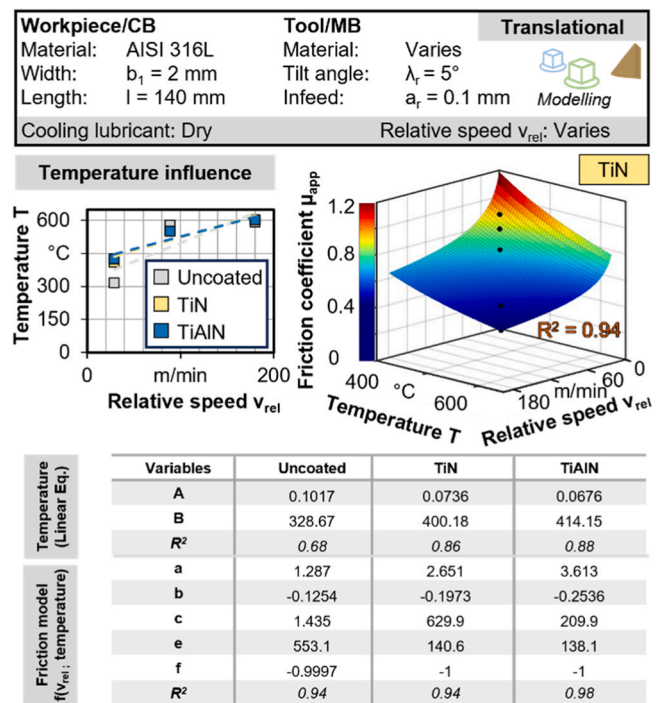 Workpiece/CB Tool/MB Translational
Material: AISI 316L Material: Varies
Width: b1 = 2 mm Tilt angle: λr = 5°
Length: l = 140 mm Infeed: ar = 0.1 mm Modelling
Cooling lubricant: Dry Relative speed vrel: Varies
Temperature influence
TiN
Temperature T
600
°C
300
150
0
Uncoated
TiN
TiAlN
0 m/min 200
Relative speed vrel
Friction coefficient μapp
1.2
0.8
0.4
0
R² = 0.94
400 °C 600
Temperature T
180 m/min 60 0
Relative speed vrel
Variables Uncoated TiN TiAlN
Temperature
(Linear Eq.)
A 0.1017 0.0736 0.0676
B 328.67 400.18 414.15
R² 0.68 0.86 0.88
Friction model
f(vrel ; temperature)
a 1.287 2.651 3.613
b -0.1254 -0.1973 -0.2536
c 1.435 629.9 209.9
e 553.1 140.6 138.1
f -0.9997 -1 -1
R² 0.94 0.94 0.98